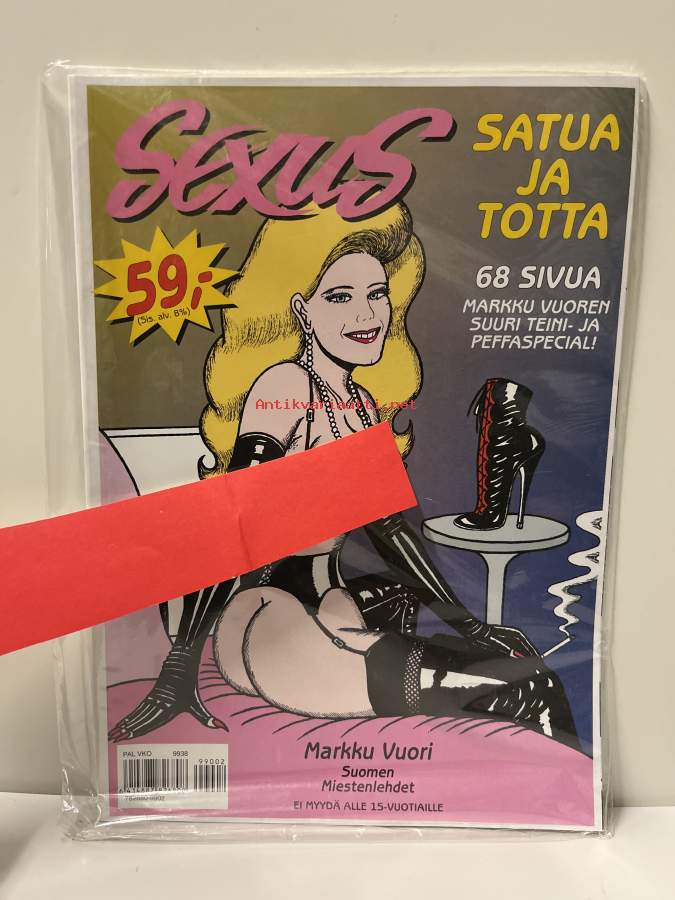 Sexus
SATUA
JA
TOTTA
68 SIVUA
MARKKU VUOREN
SUURI TEINI- JA
PEFFASPECIAL!
59,-
(Sis. alv. 8%)
Antikvariaatti.net
PAL VKO 9938
99002
Markku Vuori
Suomen
Miestenlehdet
EI MYYDÄ ALLE 15-VUOTIAILLE